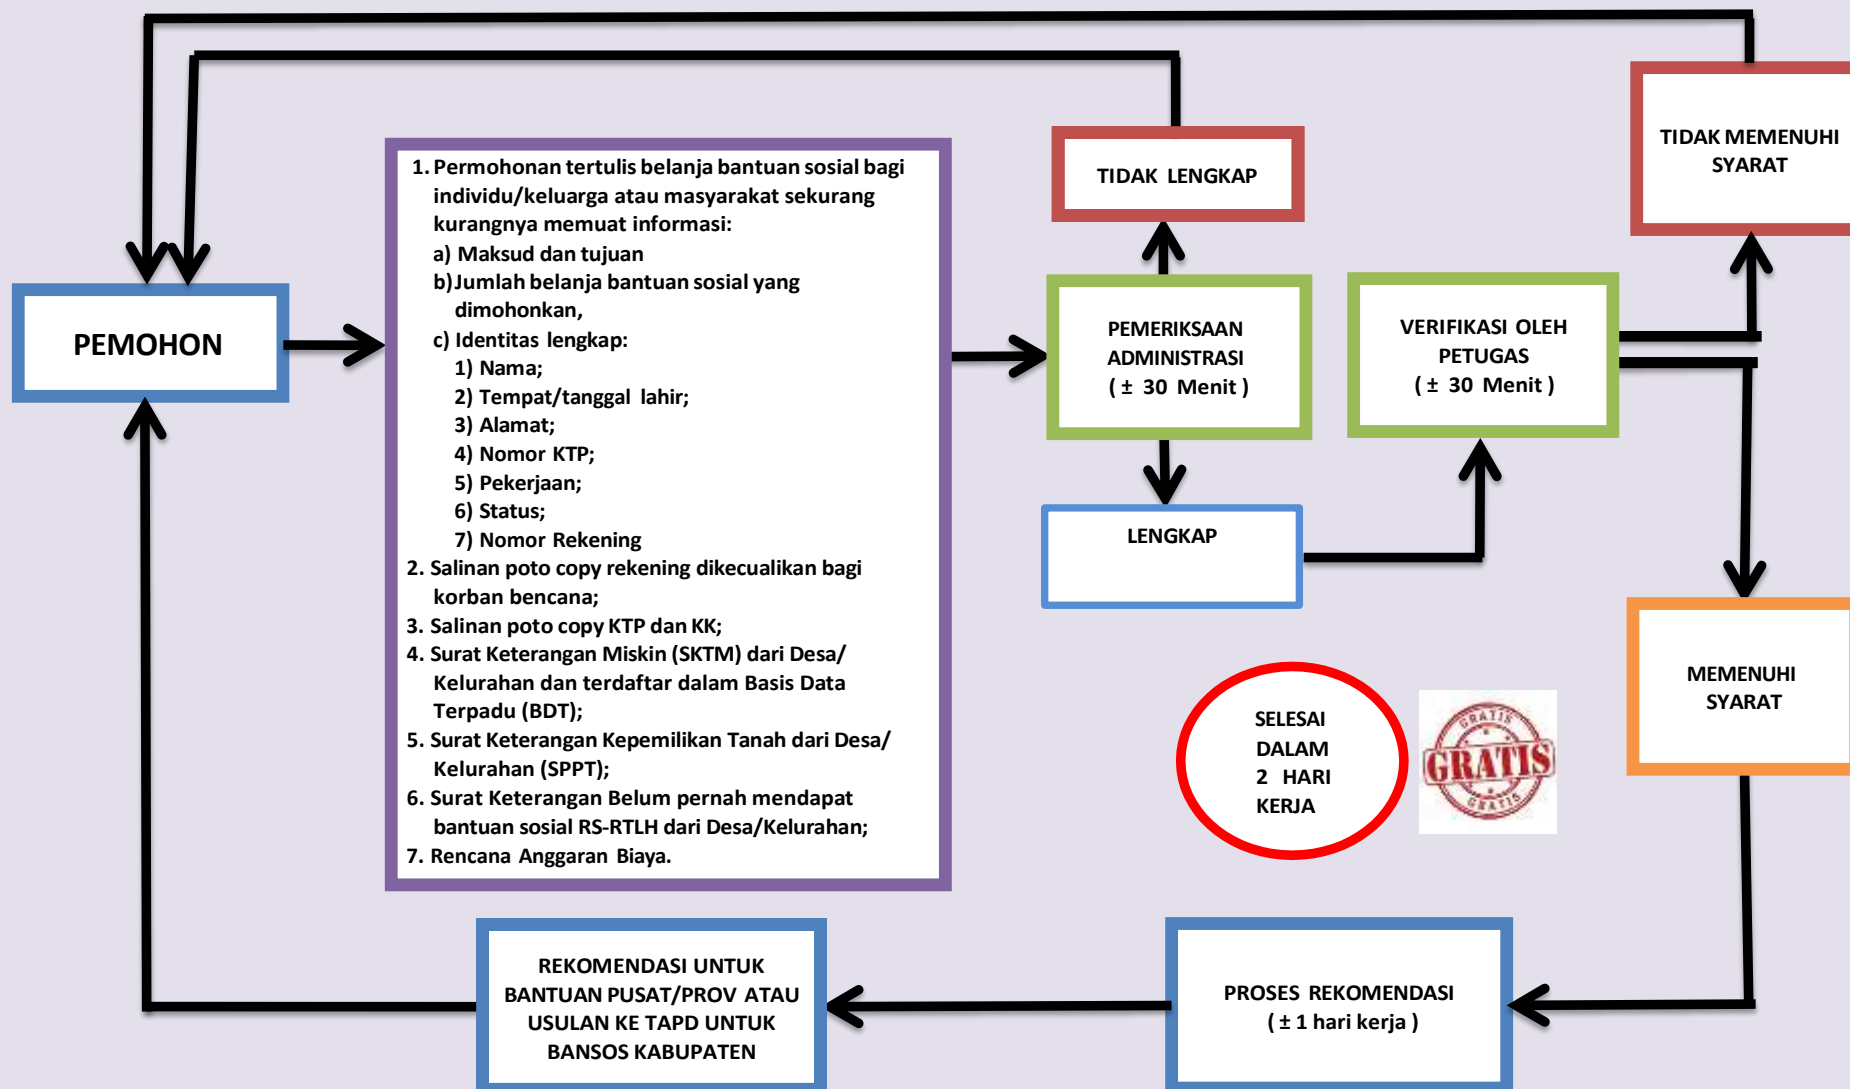 PEMOHON
1. Permohonan tertulis belanja bantuan sosial bagi
individu/keluarga atau masyarakat sekurang
kurangnya memuat informasi:
a) Maksud dan tujuan
b)Jumlah belanja bantuan sosial yang
dimohonkan,
c) Identitas lengkap:
1) Nama;
2) Tempat/tanggal lahir;
3) Alamat;
4) Nomor KTP;
5) Pekerjaan;
6) Status;
7) Nomor Rekening
2. Salinan poto copy rekening dikecualikan bagi
korban bencana;
3. Salinan poto copy KTP dan KK;
4. Surat Keterangan Miskin (SKTM) dari Desa/
Kelurahan dan terdaftar dalam Basis Data
Terpadu (BDT);
5. Surat Keterangan Kepemilikan Tanah dari Desa/
Kelurahan (SPPT);
6. Surat Keterangan Belum pernah mendapat
bantuan sosial RS-RTLH dari Desa/Kelurahan;
7. Rencana Anggaran Biaya.
TIDAK LENGKAP
PEMERIKSAAN
ADMINISTRASI
( ± 30 Menit )
LENGKAP
VERIFIKASI OLEH
PETUGAS
( ± 30 Menit )
TIDAK MEMENUHI
SYARAT
MEMENUHI
SYARAT
SELESAI
DALAM
2 HARI
KERJA
GRATIS
GRATIS
GRATIS
PROSES REKOMENDASI
( ± 1 hari kerja )
REKOMENDASI UNTUK
BANTUAN PUSAT/PROV ATAU
USULAN KE TAPD UNTUK
BANSOS KABUPATEN